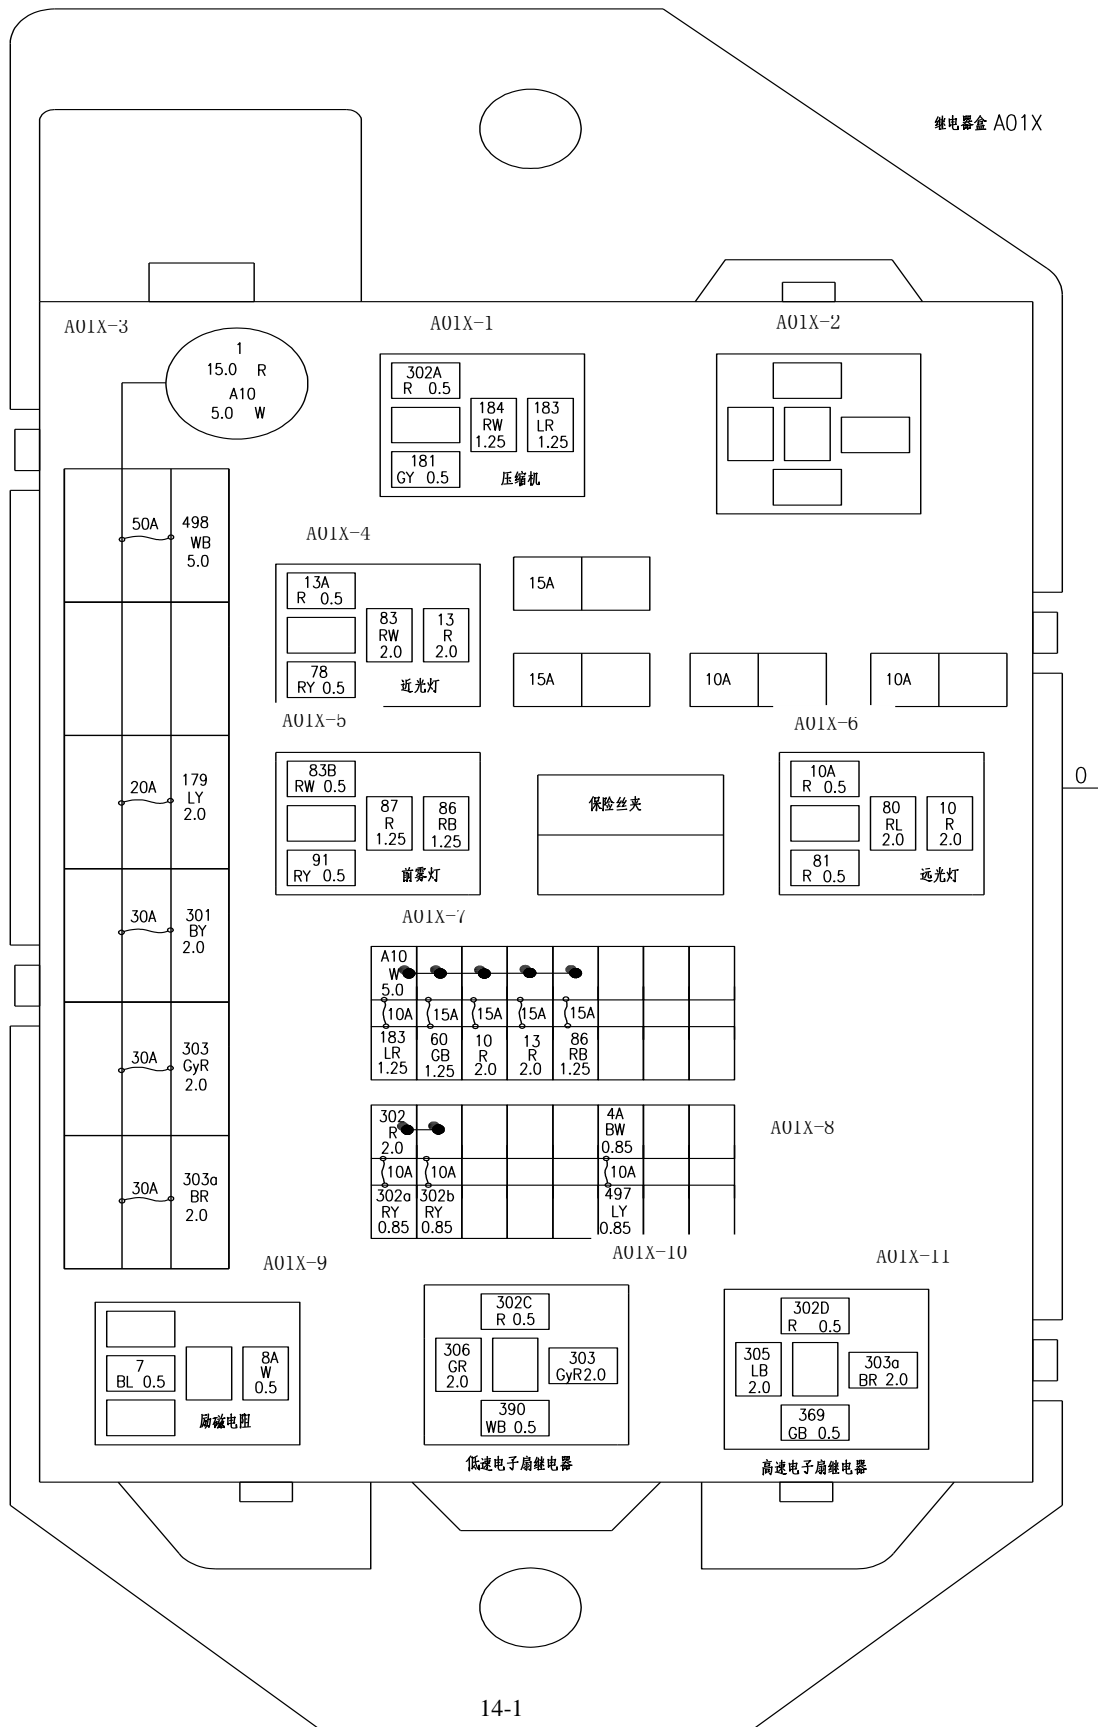 继电器盒 A01X
A01X-3
A01X-1
A01X-2
1
15.0 R
A10
5.0 W
302A
R 0.5
184
RW
1.25
183
LR
1.25
181
GY 0.5
压缩机
50A
498
WB
5.0
A01X-4
13A
R 0.5
83
RW
2.0
13
R
2.0
78
RY 0.5
近光灯
15A
15A
10A
10A
A01X-5
A01X-6
20A
179
LY
2.0
83B
RW 0.5
87
R
1.25
86
RB
1.25
91
RY 0.5
前雾灯
保险丝夹
10A
R 0.5
80
RL
2.0
10
R
2.0
81
R 0.5
远光灯
0
30A
301
BY
2.0
A01X-7
A10
W
5.0
10A
15A
15A
15A
15A
183
LR
1.25
60
GB
1.25
10
R
2.0
13
R
2.0
86
RB
1.25
30A
303
GyR
2.0
A01X-8
302
R
2.0
4A
BW
0.85
10A
10A
10A
302a
RY
0.85
302b
RY
0.85
497
LY
0.85
30A
303a
BR
2.0
A01X-9
A01X-10
A01X-11
7
BL 0.5
8A
W
0.5
励磁电阻
302C
R 0.5
306
GR
2.0
303
GyR2.0
390
WB 0.5
低速电子扇继电器
302D
R 0.5
305
LB
2.0
303a
BR 2.0
369
GB 0.5
高速电子扇继电器
14-1